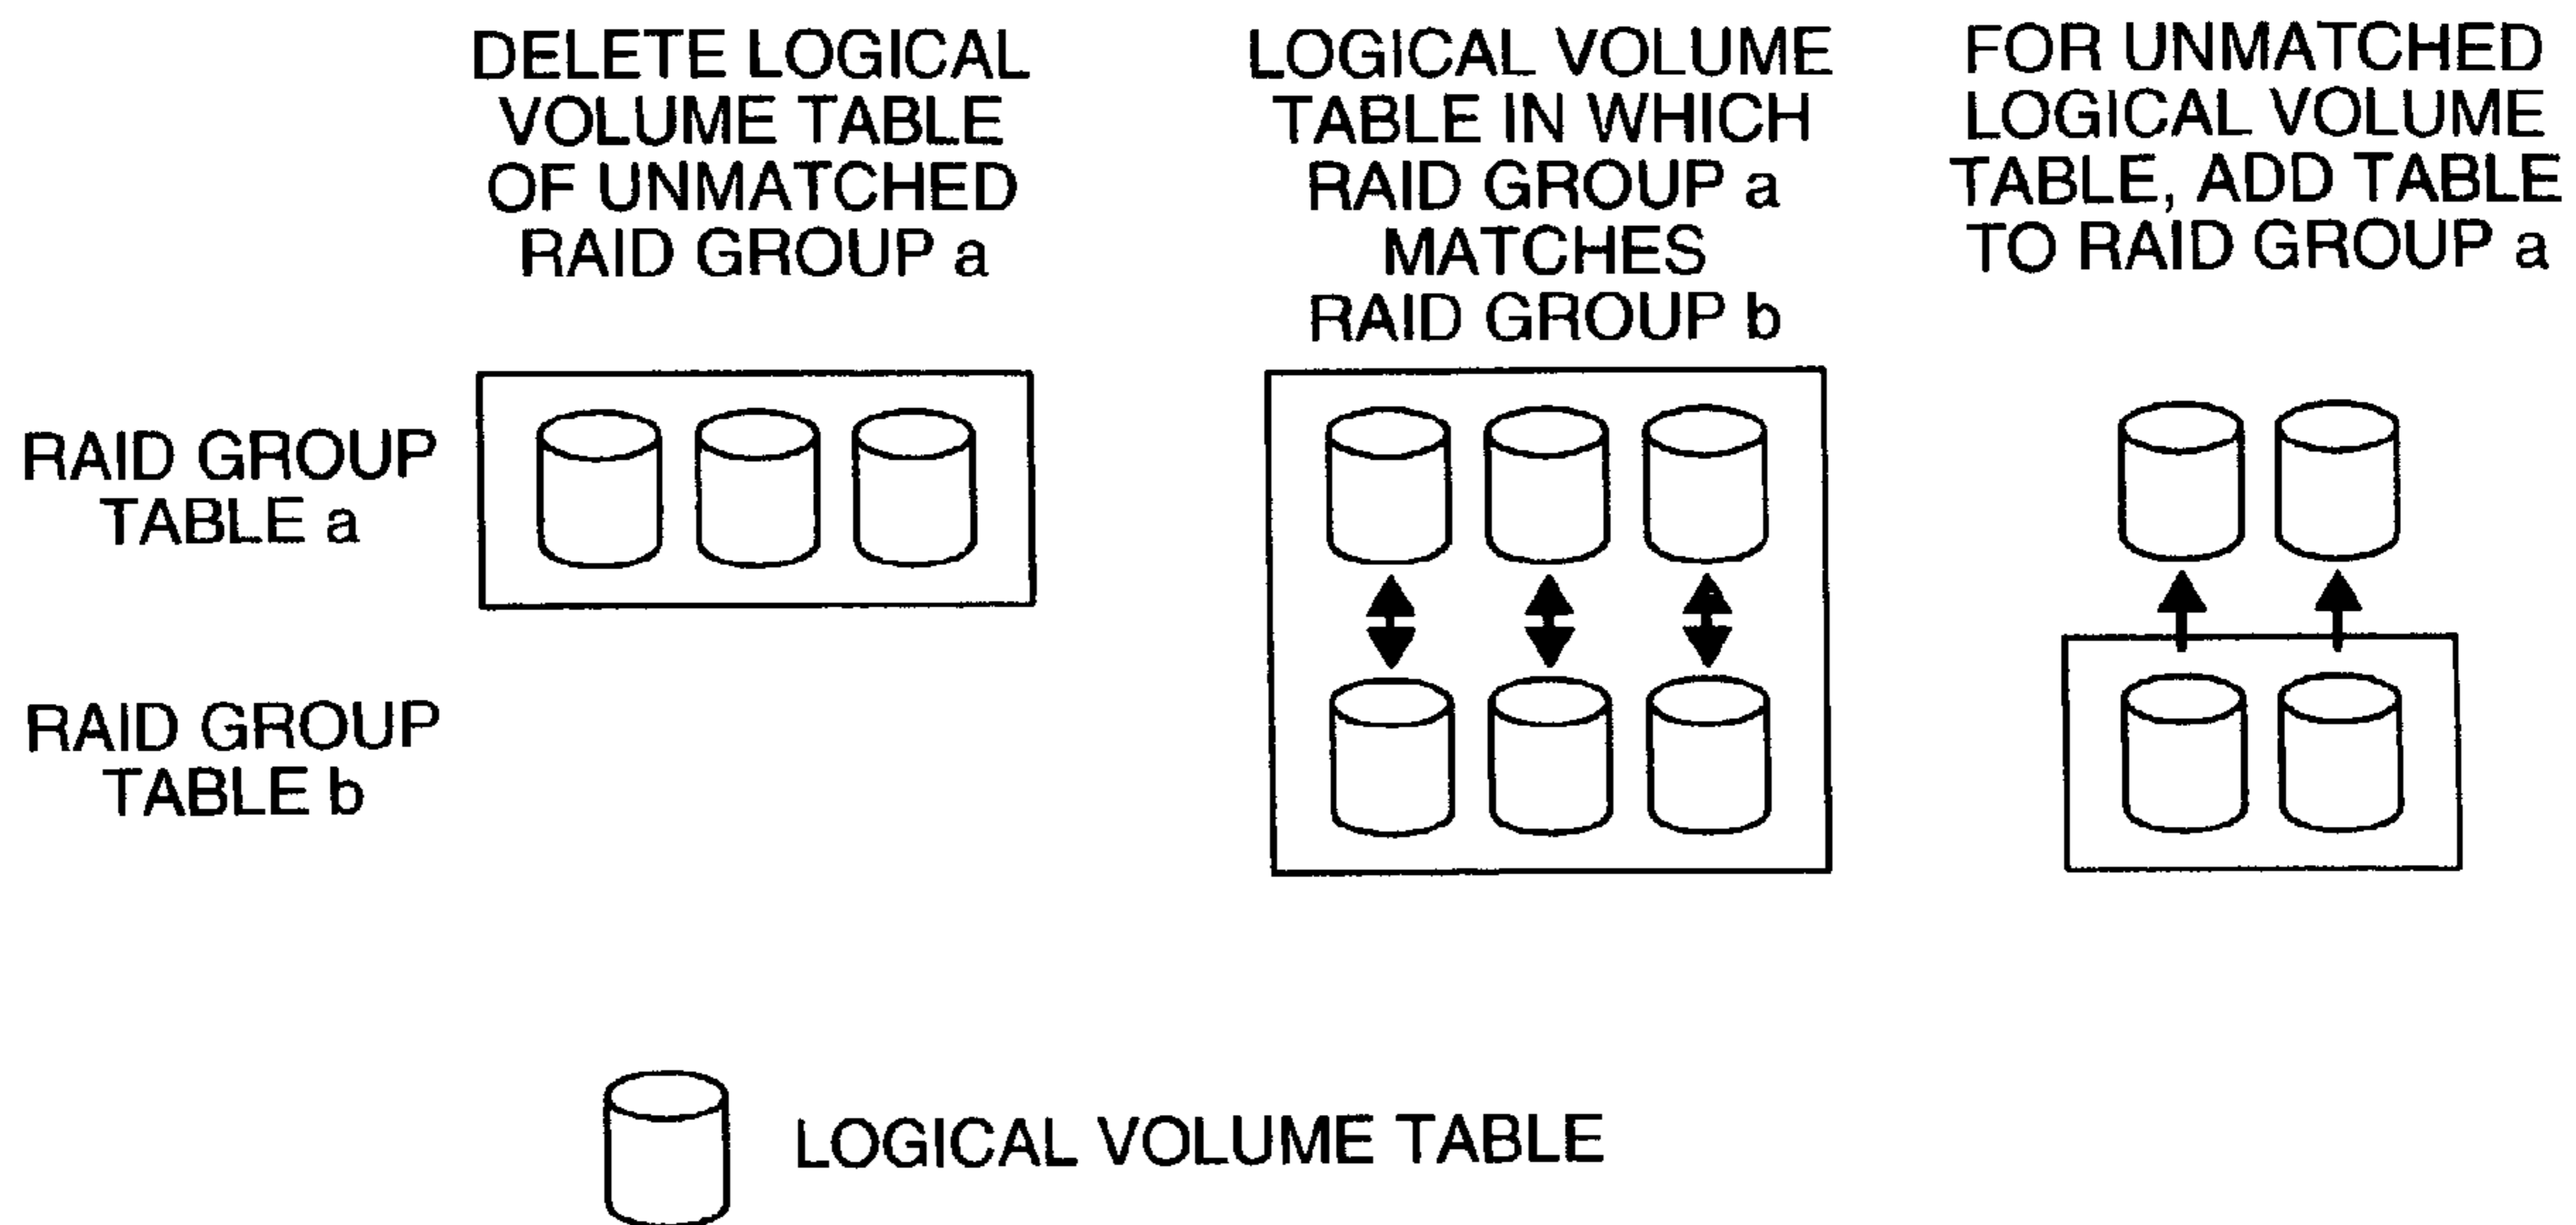 DELETE LOGICAL
VOLUME TABLE
OF UNMATCHED
RAID GROUP a
LOGICAL VOLUME
TABLE IN WHICH
RAID GROUP a
MATCHES
RAID GROUP b
FOR UNMATCHED
LOGICAL VOLUME
TABLE, ADD TABLE
TO RAID GROUP a
RAID GROUP
TABLE a
RAID GROUP
TABLE b
LOGICAL VOLUME TABLE